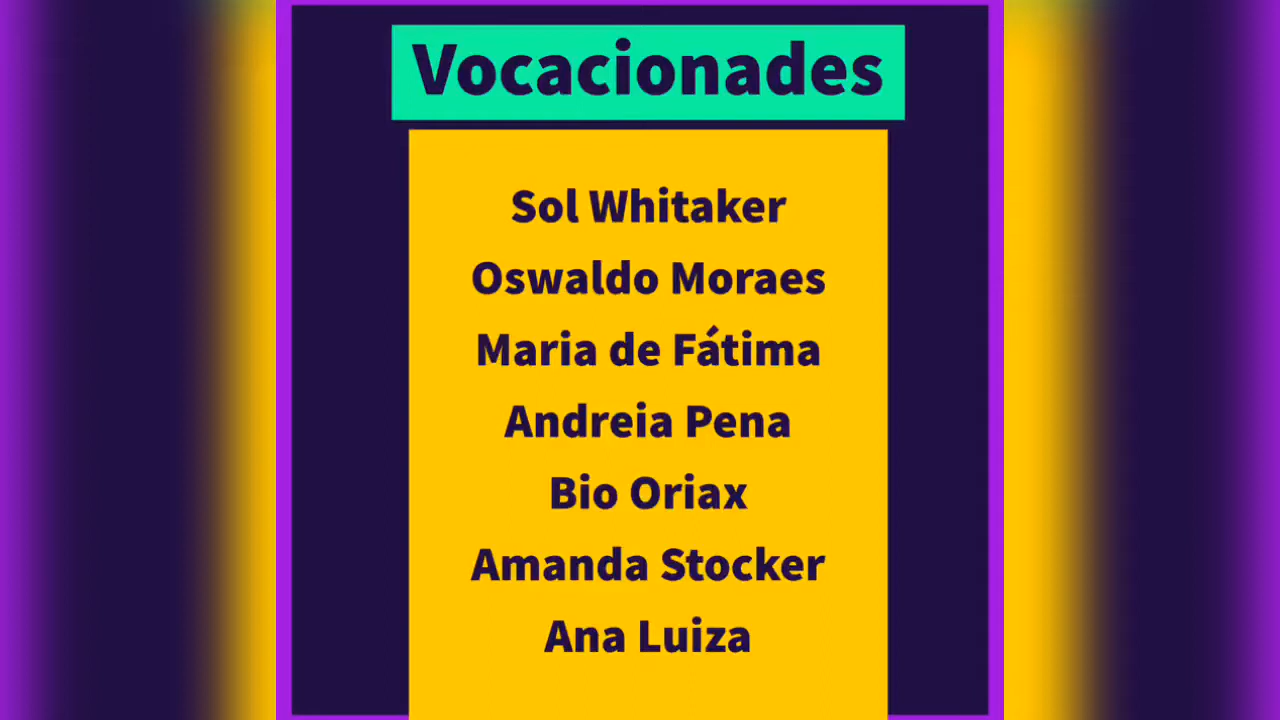 Vocacionades
Sol Whitaker
Oswaldo Moraes
Maria de Fátima
Andreia Pena
Bio Oriax
Amanda Stocker
Ana Luiza